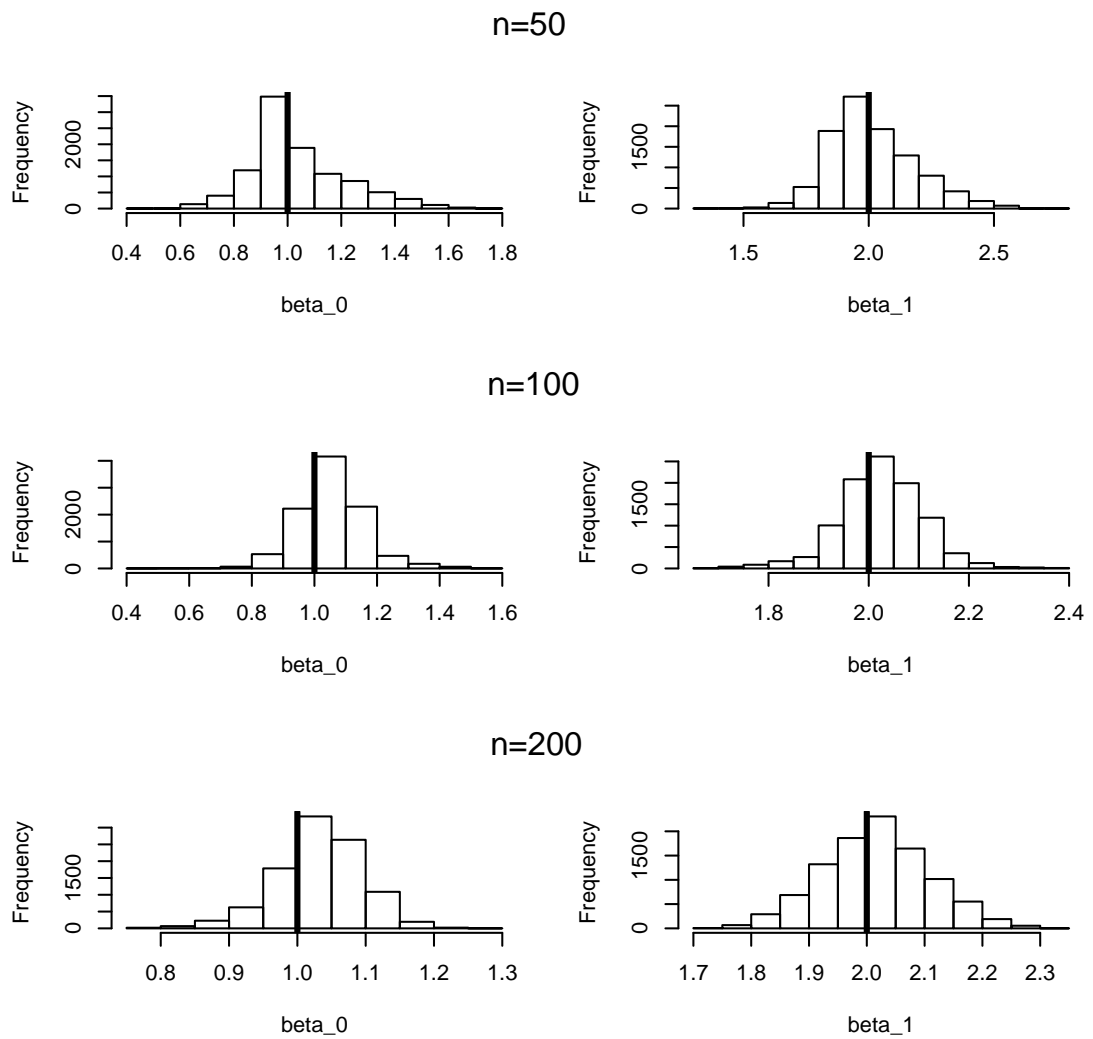 n=50
Frequency
0 2000
0.4 0.6 0.8 1.0 1.2 1.4 1.6 1.8
beta_0
Frequency
0 1500
1.5 2.0 2.5
beta_1
n=100
Frequency
0 2000
0.4 0.6 0.8 1.0 1.2 1.4 1.6
beta_0
Frequency
0 1500
1.8 2.0 2.2 2.4
beta_1
n=200
Frequency
0 1500
0.8 0.9 1.0 1.1 1.2 1.3
beta_0
Frequency
0 1500
1.7 1.8 1.9 2.0 2.1 2.2 2.3
beta_1